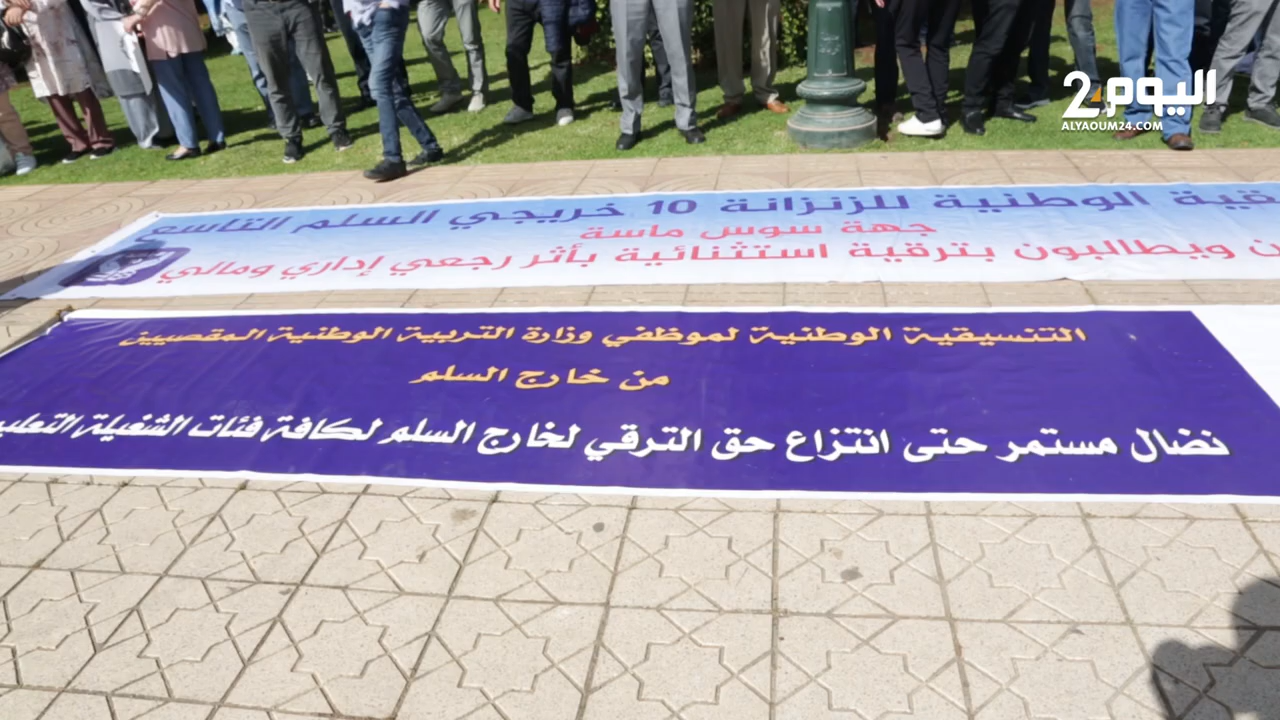 اليوم24
ALYAOUM24.COM
الوطنية للزنزانة 10 خريجي السلم التاسع
جهة سوس ماسة
ويطالبون بترقية استثنائية بأثر رجعي إداري ومالي
التنسيقية الوطنية لموظفي وزارة التربية الوطنية المقصيين
من خارج السلم
نضال مستمر حتى انتزاع حق الترقي لخارج السلم لكافة فئات الشغيلة